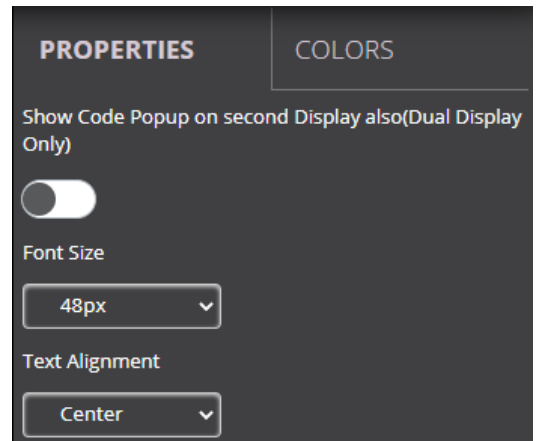 PROPERTIES
COLORS
Show Code Popup on second Display also(Dual Display
Only)
Font Size
48px
Text Alignment
Center